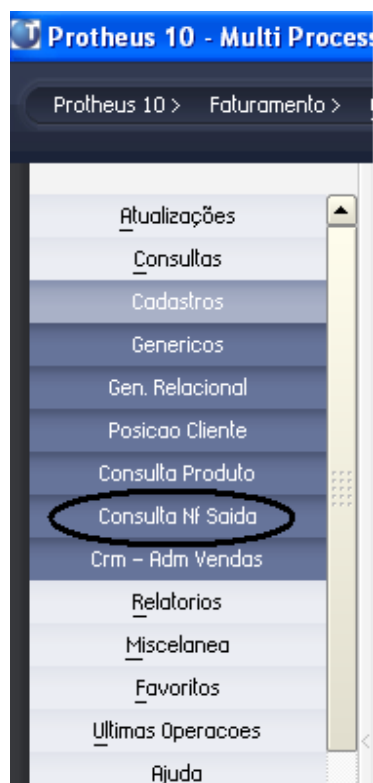 Protheus 10 - Multi Proces
Protheus 10 > Faturamento >
Atualizações
Consultas
Cadastros
Genericos
Gen. Relacional
Posicao Cliente
Consulta Produto
Consulta Nf Saida
Crm - Adm Vendas
Relatorios
Miscelanea
Favoritos
Ultimas Operacoes
Ajuda